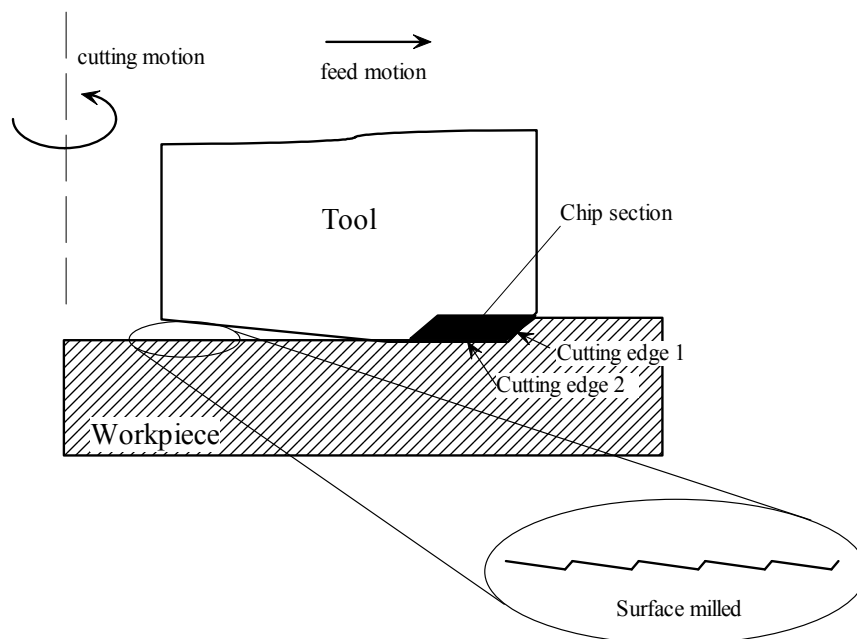 cutting motion
feed motion
Tool
Chip section
Cutting edge 1
Cutting edge 2
Workpiece
Surface milled